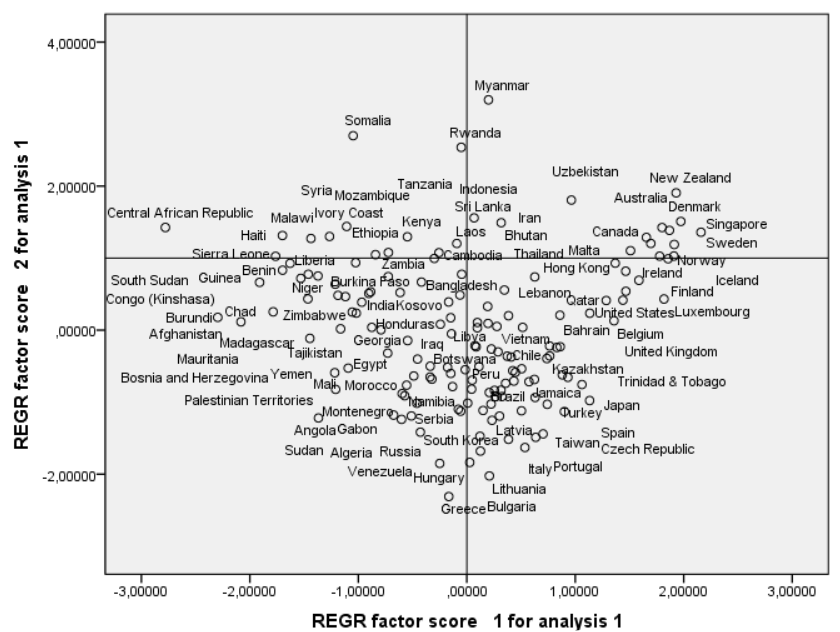 4,00000
Myanmar
Somalia
Rwanda
Uzbekistan
2,00000
Syria Mozambique Tanzania Indonesia New Zealand
Central African Republic Malawi Ivory Coast Sri Lanka Iran Australia Denmark
Haiti Ethiopia Kenya Laos Bhutan Canada Singapore
Sierra Leone Liberia Zambia Cambodia Thailand Malta Norway Sweden
South Sudan Guinea Benin Niger Burkina Faso Bangladesh Hong Kong Ireland Iceland
Congo (Kinshasa) India Kosovo Lebanon Qatar Finland
,00000 Burundi Chad Zimbabwe Honduras United States Luxembourg
Afghanistan Madagascar Georgia Libya Vietnam Bahrain Belgium
Mauritania Tajikistan Iraq Chile United Kingdom
Bosnia and Herzegovina Yemen Egypt Botswana Peru Kazakhstan
Palestinian Territories Mali Morocco Namibia Brazil Jamaica Trinidad & Tobago
Montenegro Serbia Turkey Japan
Angola Gabon South Korea Latvia Spain
Sudan Algeria Russia Taiwan Czech Republic
-2,00000 Venezuela Hungary Italy Portugal
Lithuania
Greece Bulgaria
-3,00000 -2,00000 -1,00000 ,00000 1,00000 2,00000 3,00000
REGR factor score 1 for analysis 1
REGR factor score 2 for analysis 1